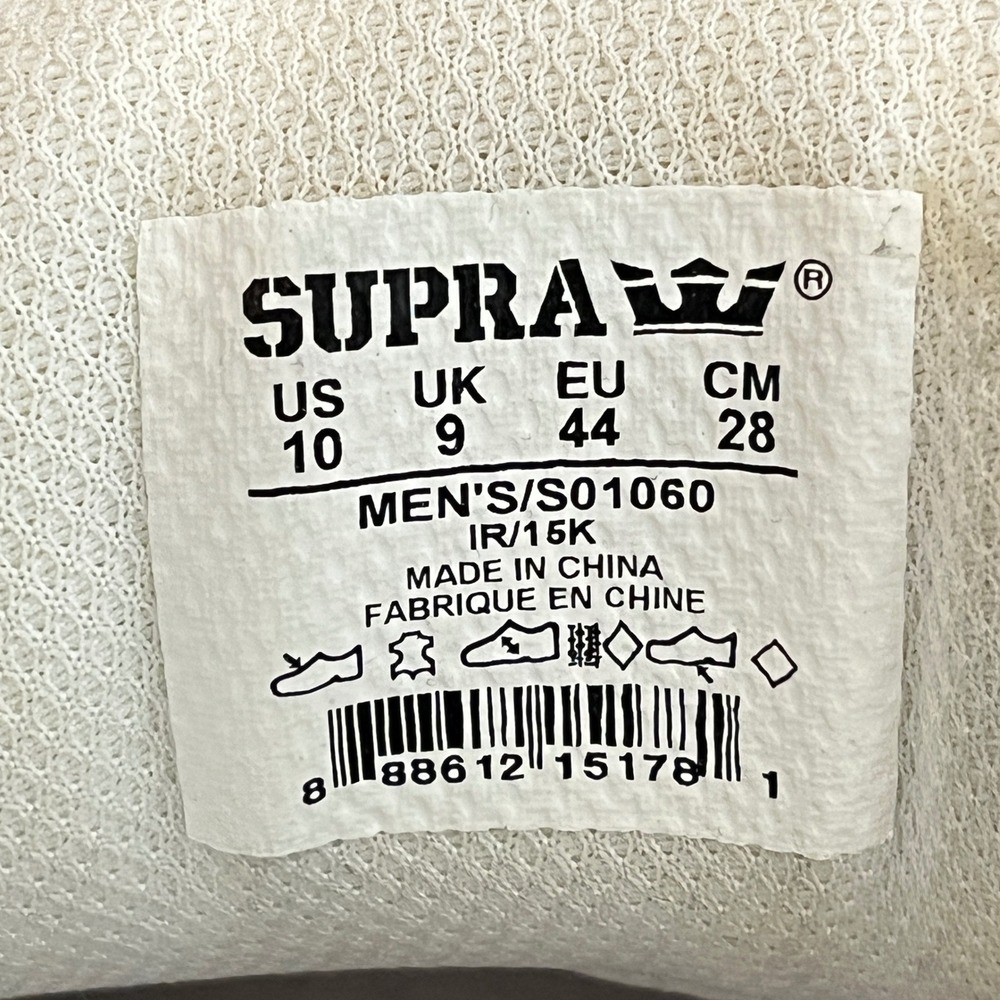 SUPRA ®
US UK EU CM
10 9 44 28
MEN'S/S01060
IR/15K
MADE IN CHINA
FABRIQUE EN CHINE
8 88612 15178 1